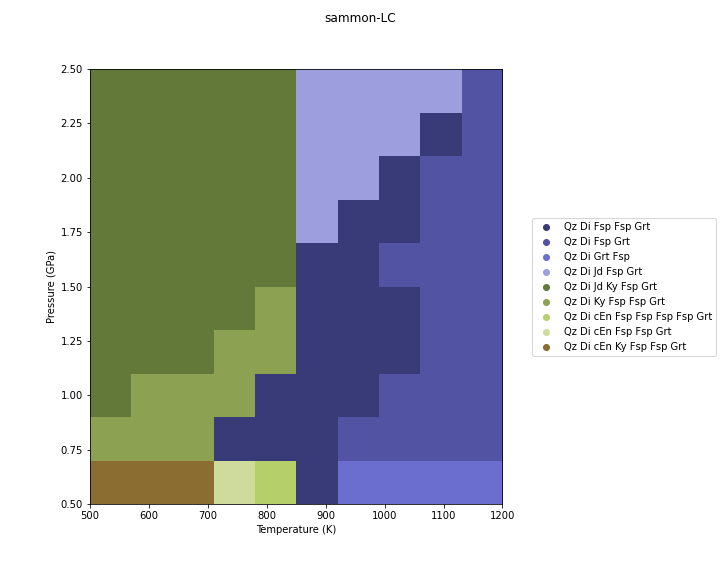 sammon-LC
2.50
2.25
2.00
1.75
1.50
1.25
1.00
0.75
0.50
Pressure (GPa)
500 600 700 800 900 1000 1100 1200
Temperature (K)
Qz Di Fsp Fsp Grt
Qz Di Fsp Grt
Qz Di Grt Fsp
Qz Di Jd Fsp Grt
Qz Di Jd Ky Fsp Grt
Qz Di Ky Fsp Fsp Grt
Qz Di cEn Fsp Fsp Fsp Fsp Grt
Qz Di cEn Fsp Fsp Grt
Qz Di cEn Ky Fsp Fsp Grt